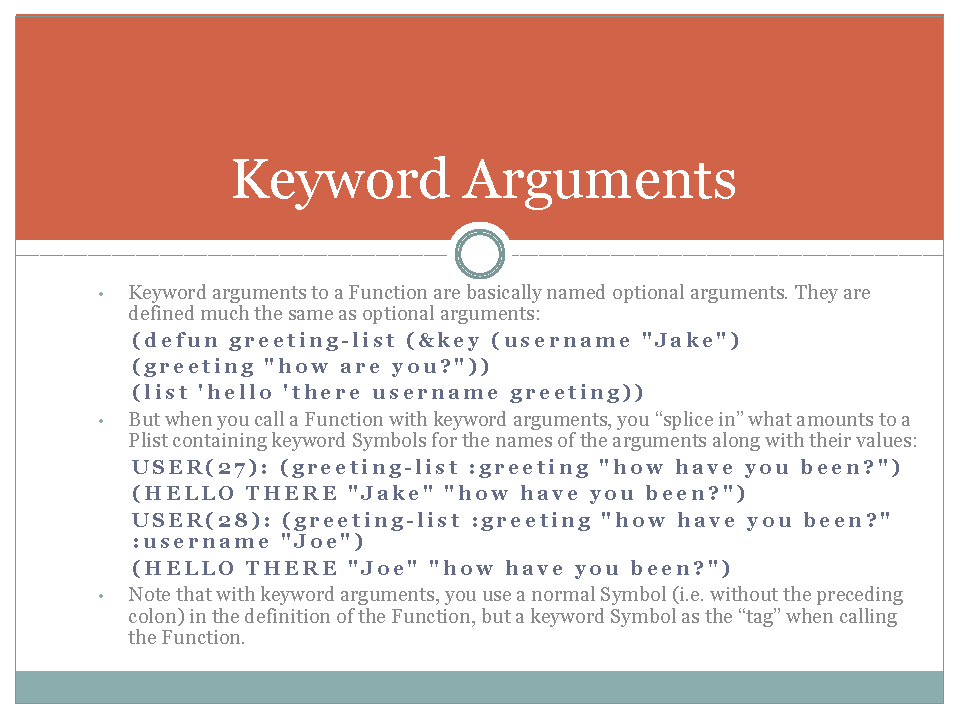 Keyword Arguments
• Keyword arguments to a Function are basically named optional arguments. They are
defined much the same as optional arguments:
(defun greeting-list (&key (username "Jake")
(greeting "how are you?"))
(list 'hello 'there username greeting))
• But when you call a Function with keyword arguments, you “splice in” what amounts to a
Plist containing keyword Symbols for the names of the arguments along with their values:
USER(27): (greeting-list :greeting "how have you been?")
(HELLO THERE "Jake" "how have you been?")
USER(28): (greeting-list :greeting "how have you been?"
:username "Joe")
(HELLO THERE "Joe" "how have you been?")
• Note that with keyword arguments, you use a normal Symbol (i.e. without the preceding
colon) in the definition of the Function, but a keyword Symbol as the “tag” when calling
the Function.